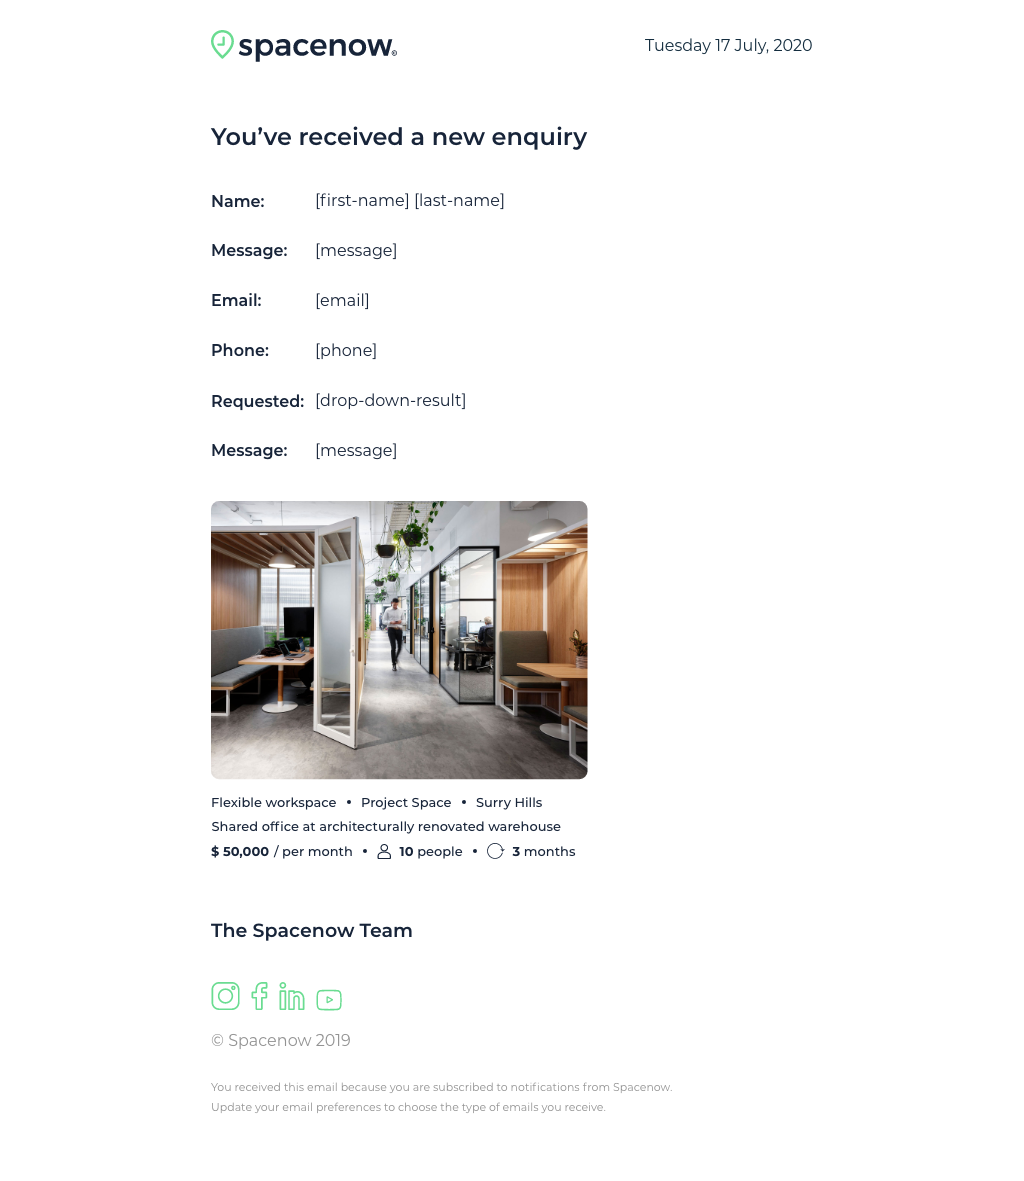 spacenow®
Tuesday 17 July, 2020
You’ve received a new enquiry
Name: [first-name] [last-name]
Message: [message]
Email: [email]
Phone: [phone]
Requested: [drop-down-result]
Message: [message]
Flexible workspace • Project Space • Surry Hills
Shared office at architecturally renovated warehouse
$ 50,000 / per month • 10 people • 3 months
The Spacenow Team
© Spacenow 2019
You received this email because you are subscribed to notifications from Spacenow.
Update your email preferences to choose the type of emails you receive.